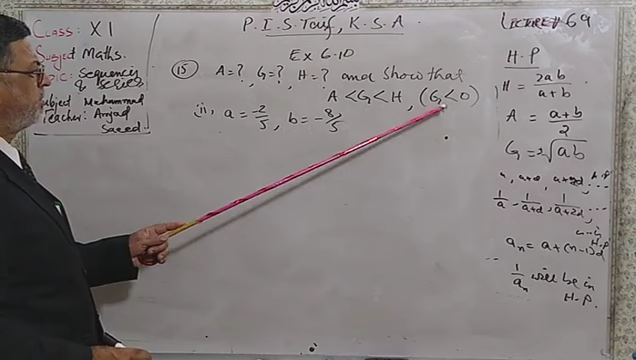 Class: XI
Subject Maths.
Topic: Sequences & Series
Subject Muhammad
Teacher: Amjad Saeed
P.I.S. Taif, K.S.A
LECTURE# 69
Ex 6.10
15 A=?, G=?, H=? and show that
A < G < H, (G < 0)
ii, a = -2/5, b = -8/5
H.P
H = 2ab/a+b
A = a+b/2
G = √ab
a, a+d, a+2d, ... A.P
1/a, 1/a+d, 1/a+2d, ...
H.P
aₙ = a+(n-1)d
1/aₙ will be in H.P.